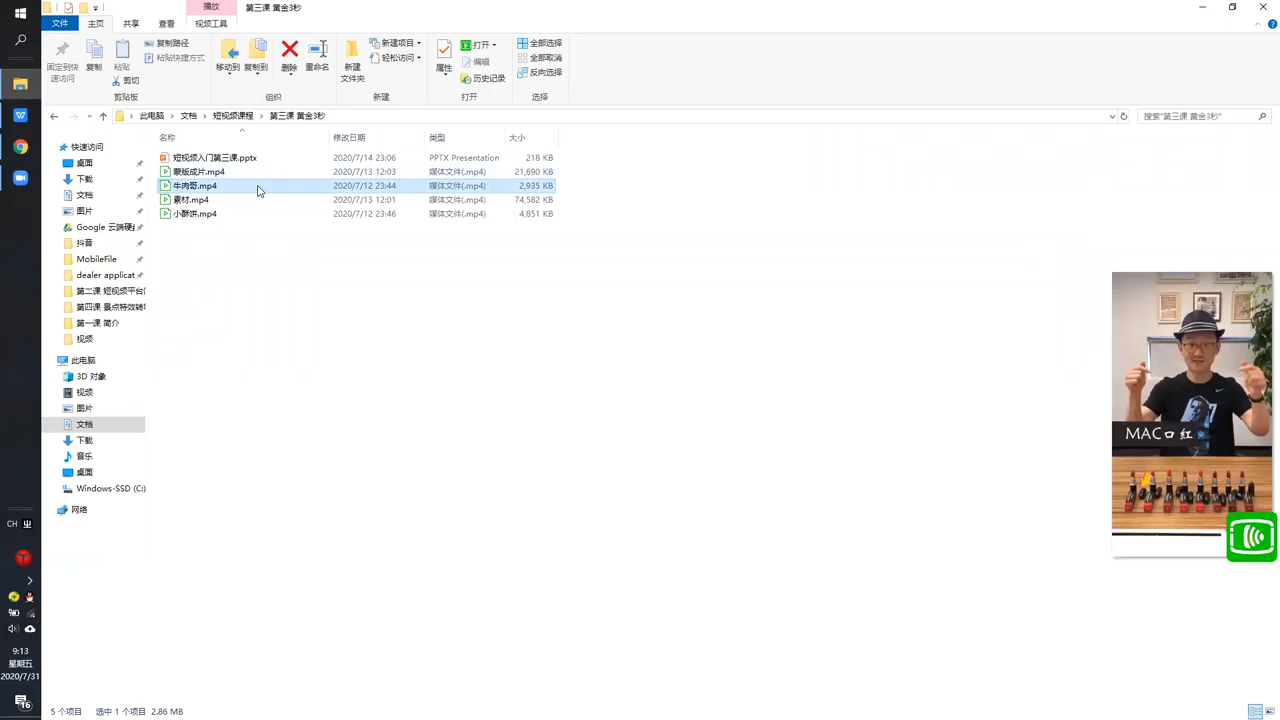 播放
第三课 黄金3秒
文件
主页
共享
查看
视频工具
固定到快速访问
复制
粘贴
复制路径
粘贴快捷方式
剪切
剪贴板
移动到
复制到
删除
重命名
组织
新建
文件夹
新建项目
轻松访问
新建
属性
打开
编辑
历史记录
打开
全部选择
全部取消
反向选择
选择
此电脑
文档
短视频课程
第三课 黄金3秒
搜索"第三课 黄金3秒"
名称
修改日期
类型
大小
短视频入门第三课.pptx 2020/7/14 23:06 PPTX Presentation 218 KB
蒙版成片.mp4 2020/7/13 12:03 媒体文件(.mp4) 21,690 KB
牛肉哥.mp4 2020/7/12 23:44 媒体文件(.mp4) 2,935 KB
素材.mp4 2020/7/13 12:01 媒体文件(.mp4) 74,582 KB
小酥饼.mp4 2020/7/12 23:46 媒体文件(.mp4) 4,851 KB
快速访问
桌面
下载
文档
图片
Google 云端硬
抖音
MobileFile
dealer applicat
第二课 短视频平台
第四课 景点特效转
第一课 简介
视频
此电脑
3D 对象
视频
图片
文档
下载
音乐
桌面
Windows-SSD (C:)
网络
MAC口红
CH
9:13
星期五
2020/7/31
16
5 个项目
选中 1 个项目 2.86 MB